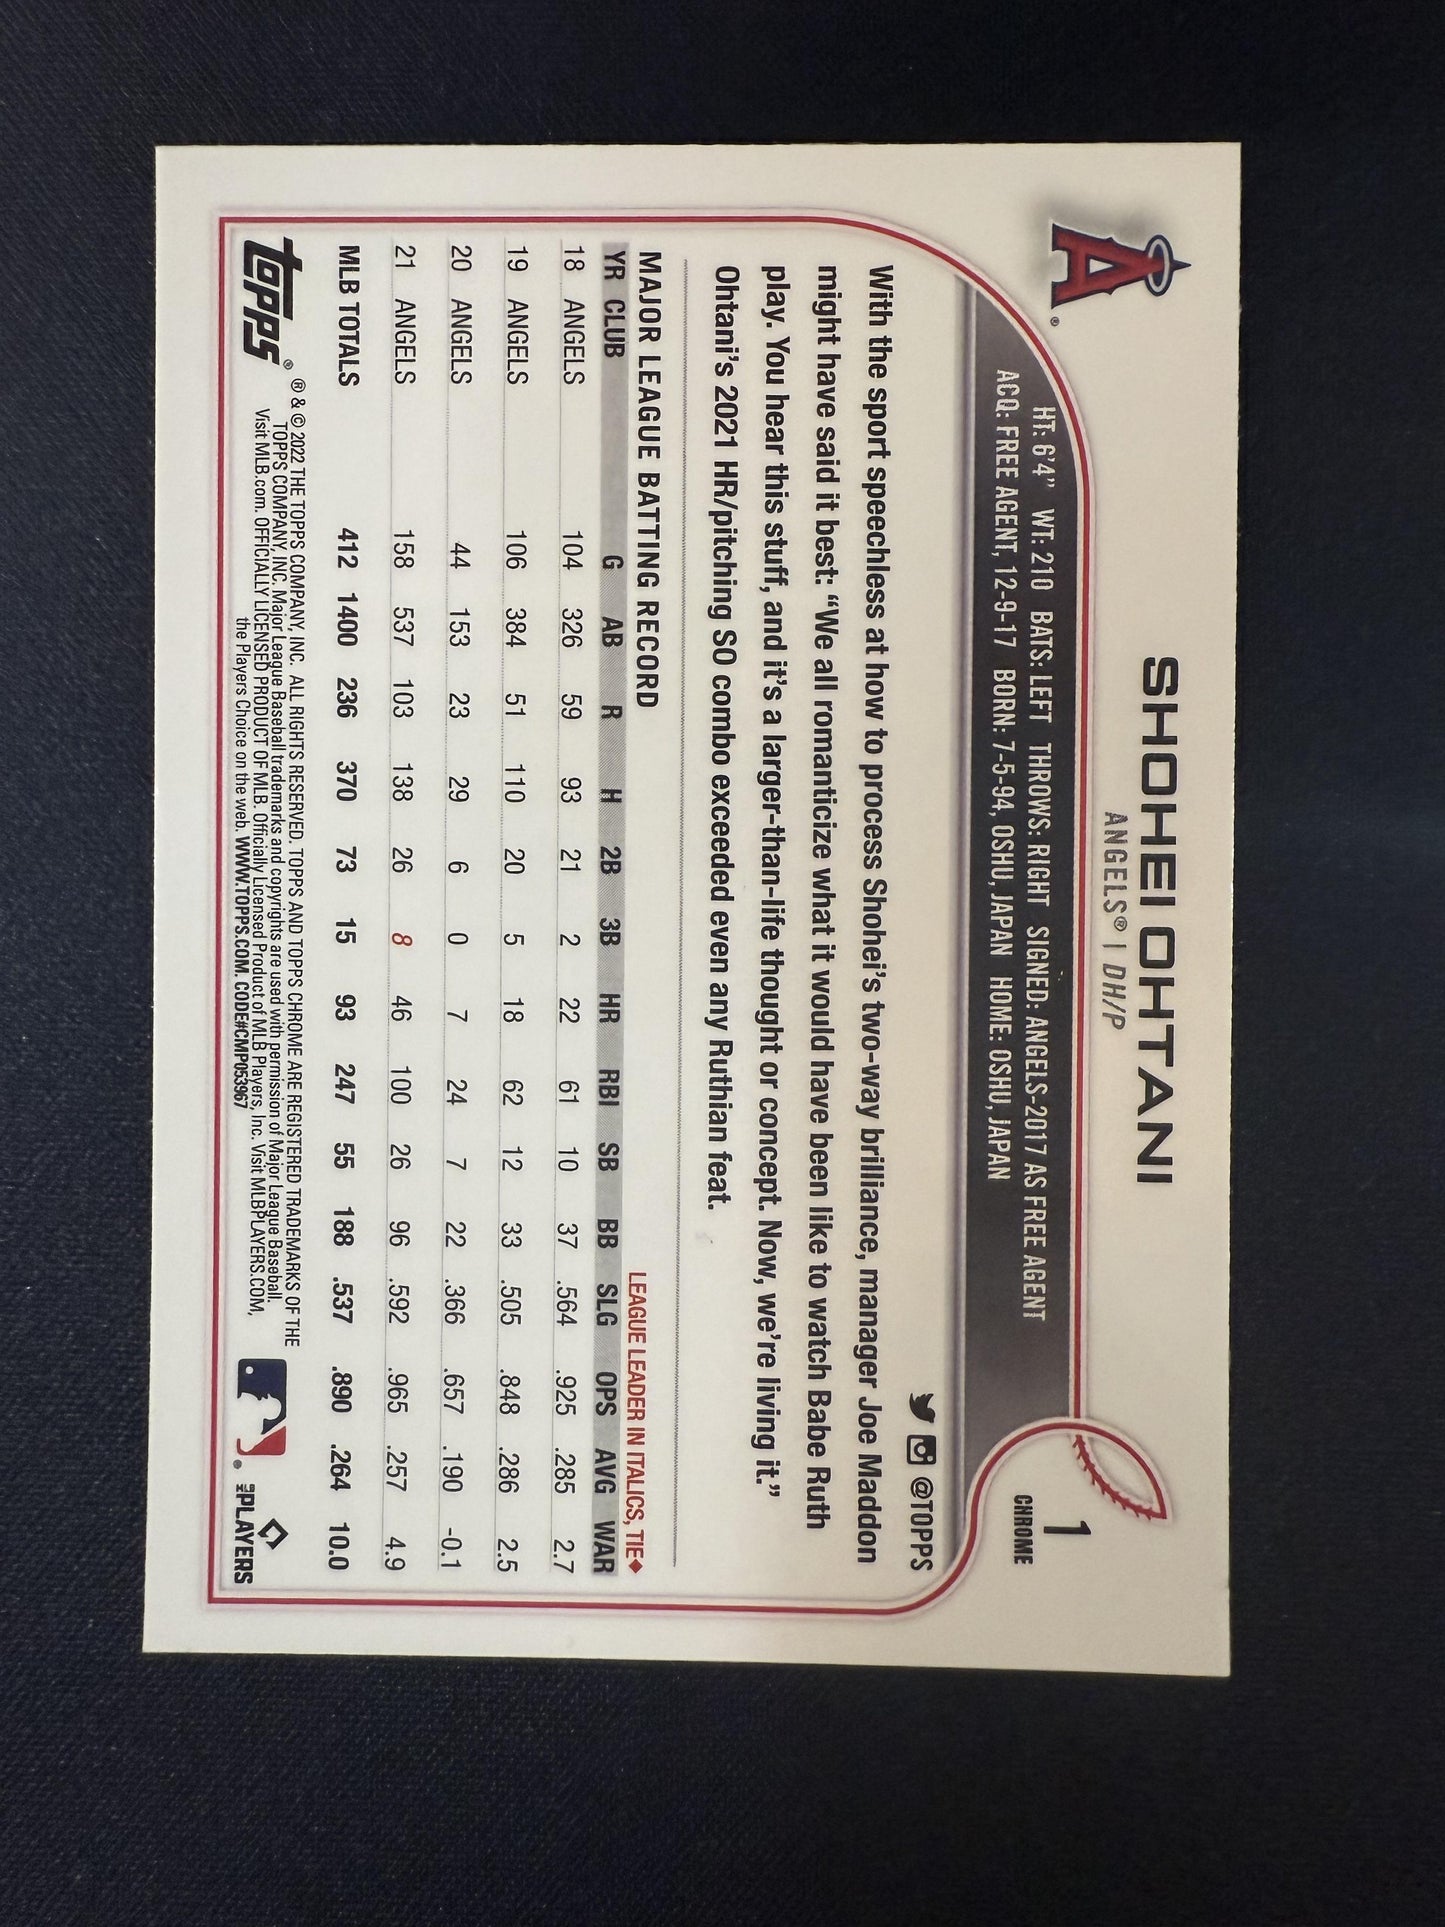 SHOHEI OHTANI
ANGELS® | DH/P
1
CHROME
A®
HT: 6'4" WT: 210 BATS: LEFT THROWS: RIGHT SIGNED: ANGELS-2017 AS FREE AGENT
ACQ: FREE AGENT, 12-9-17 BORN: 7-5-94, OSHU, JAPAN HOME: OSHU, JAPAN
@TOPPS
With the sport speechless at how to process Shohei's two-way brilliance, manager Joe Maddon
might have said it best: “We all romanticize what it would have been like to watch Babe Ruth
play. You hear this stuff, and it's a larger-than-life thought or concept. Now, we're living it.”
Ohtani's 2021 HR/pitching SO combo exceeded even any Ruthian feat.
MAJOR LEAGUE BATTING RECORD LEAGUE LEADER IN ITALICS, TIE♦
YR CLUB G AB R H 2B 3B HR RBI SB BB SLG OPS AVG WAR
18 ANGELS 104 326 59 93 21 2 22 61 10 37 .564 .925 .285 2.7
19 ANGELS 106 384 51 110 20 5 18 62 12 33 .505 .848 .286 2.5
20 ANGELS 44 153 23 29 6 0 7 24 7 22 .366 .657 .190 -0.1
21 ANGELS 158 537 103 138 26 8 46 100 26 96 .592 .965 .257 4.9
MLB TOTALS 412 1400 236 370 73 15 93 247 55 188 .537 .890 .264 10.0
topps®
® & © 2022 THE TOPPS COMPANY, INC. ALL RIGHTS RESERVED. TOPPS AND TOPPS CHROME ARE REGISTERED TRADEMARKS OF THE
TOPPS COMPANY, INC. Major League Baseball trademarks and copyrights are used with permission of Major League Baseball.
Visit MLB.com. OFFICIALLY LICENSED PRODUCT OF MLB. Officially Licensed Product of MLB Players, Inc. Visit MLBPLAYERS.COM,
the Players Choice on the web. WWW.TOPPS.COM. CODE#CMP053967
MLB PLAYERS